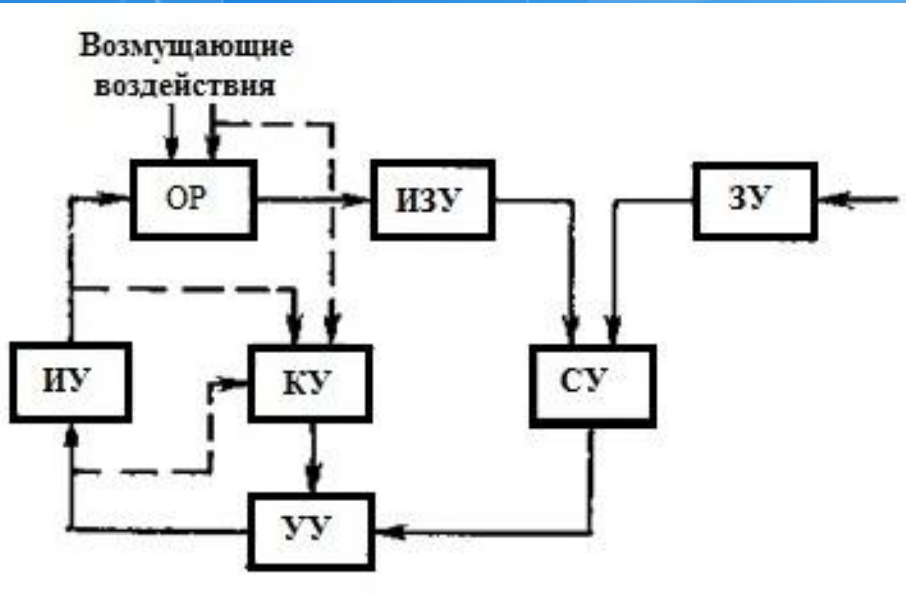 Возмущающие
воздействия
ОР
ИЗУ
ЗУ
ИУ
КУ
СУ
УУ